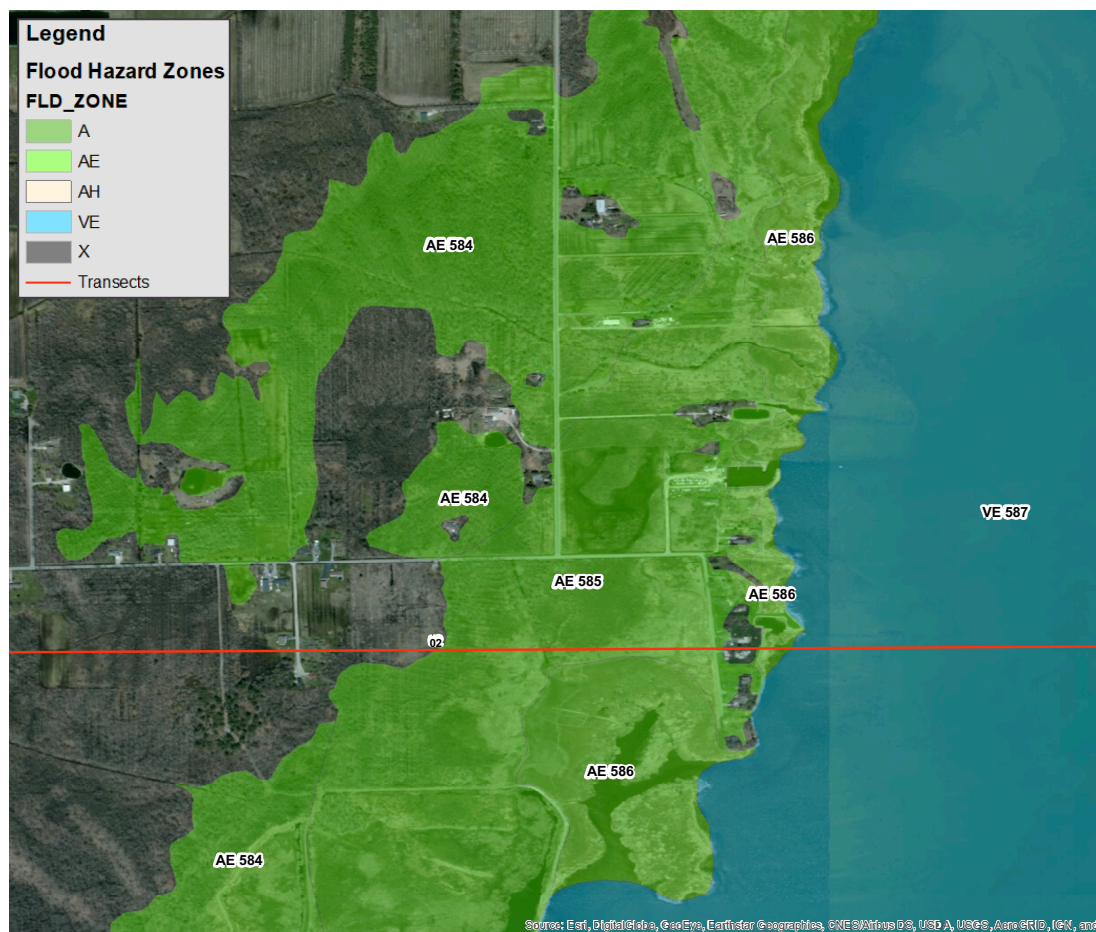 Legend
Flood Hazard Zones
FLD_ZONE
A
AE
AH
VE
X
Transects
AE 584
AE 586
AE 584
VE 587
AE 585
AE 586
02
AE 586
AE 584
Source: Esri, DigitalGlobe, GeoEye, Earthstar Geographics, CNES/Airbus DS, USDA, USGS, AeroGRID, IGN, and